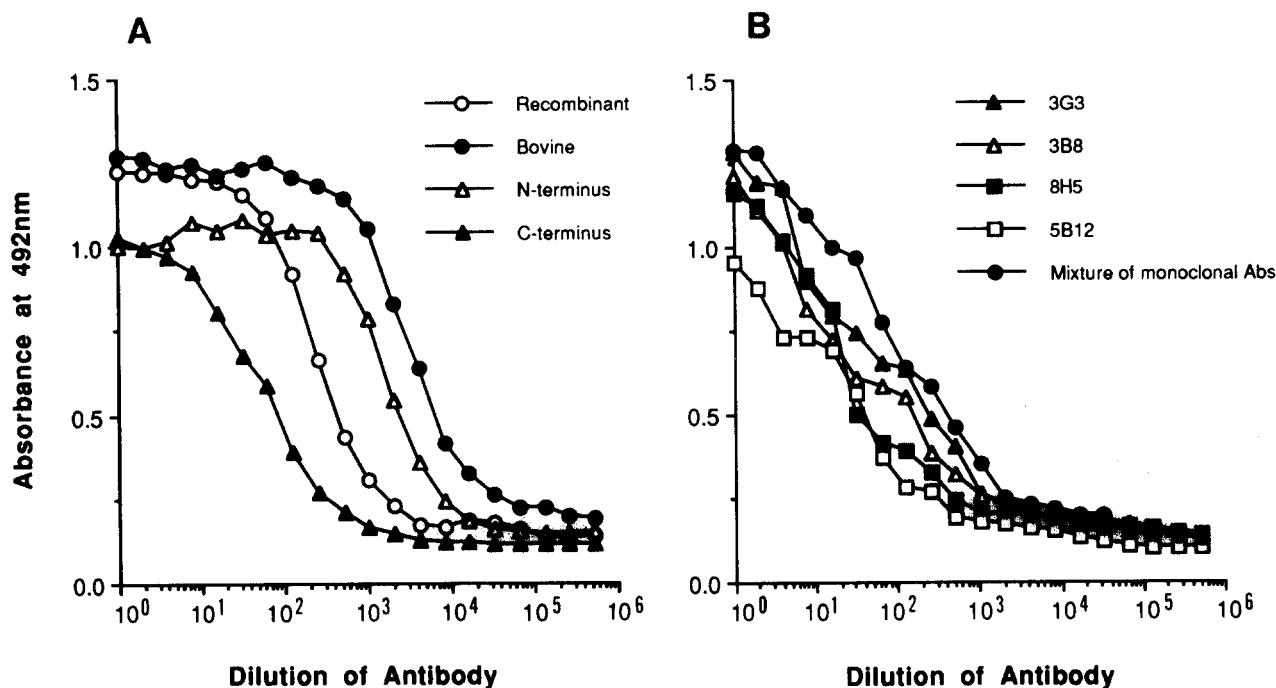 A
Absorbance at 492nm
1.5
1.0
0.5
0.0
Recombinant
Bovine
N-terminus
C-terminus
10^0 10^1 10^2 10^3 10^4 10^5 10^6
Dilution of Antibody
B
1.5
1.0
0.5
0.0
3G3
3B8
8H5
5B12
Mixture of monoclonal Abs
10^0 10^1 10^2 10^3 10^4 10^5 10^6
Dilution of Antibody